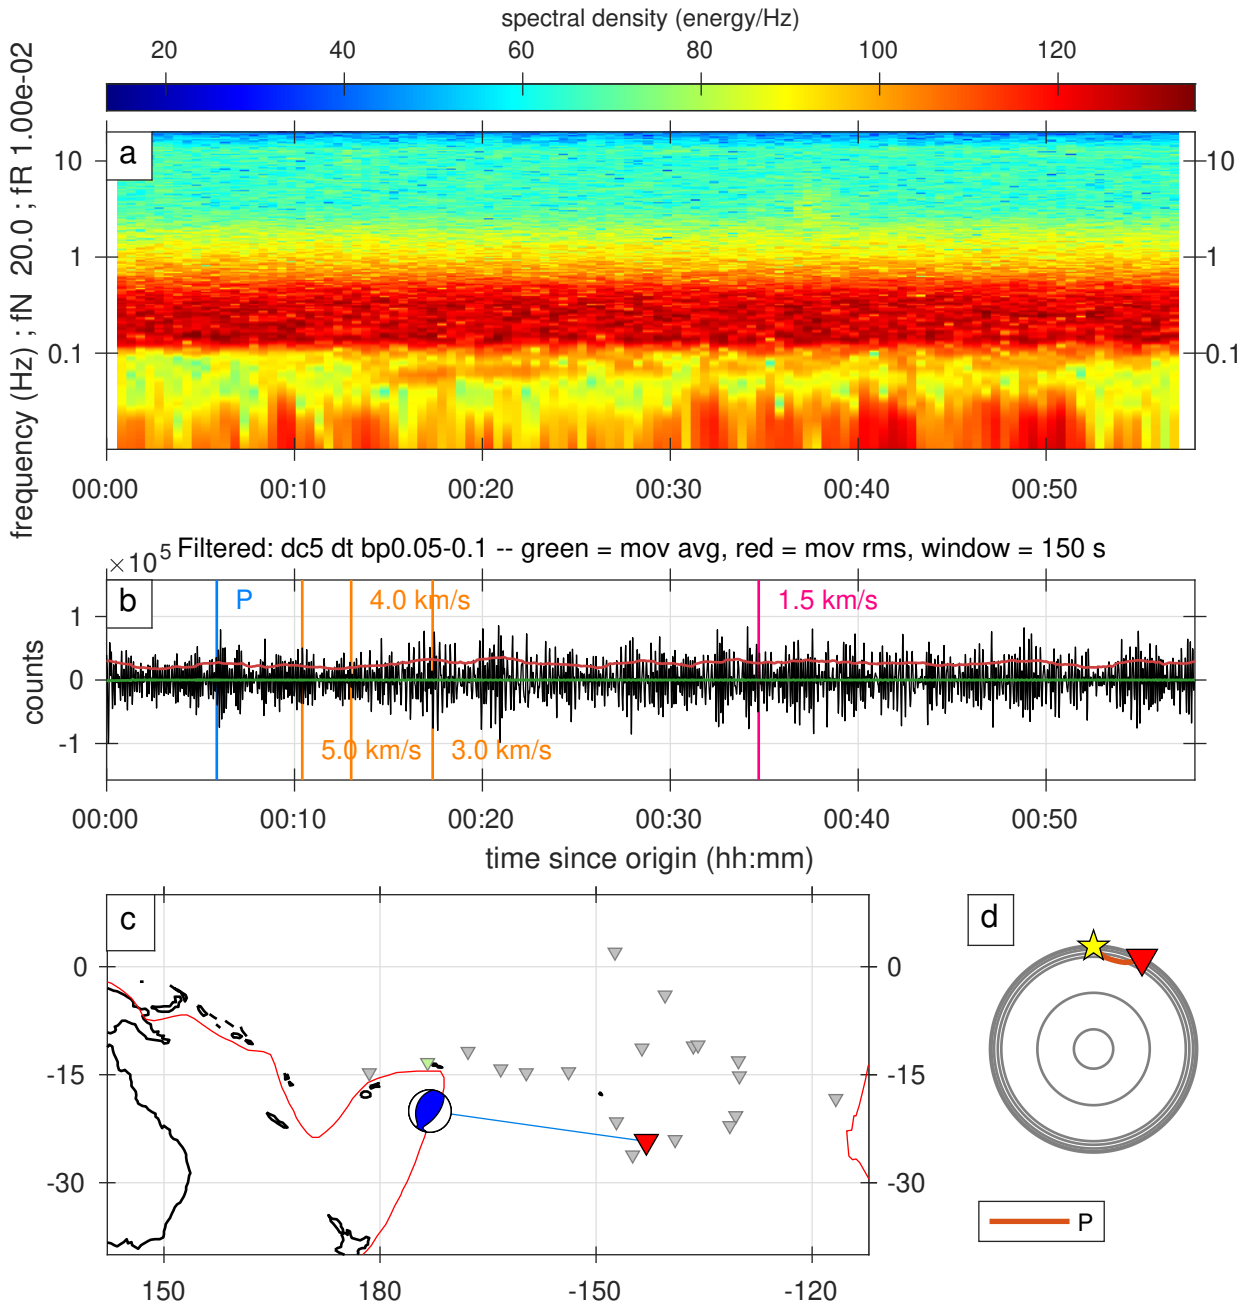 spectral density (energy/Hz)
20 40 60 80 100 120
frequency (Hz) ; fN 20.0 ; fR 1.00e-02
a
10 10
1 1
0.1 0.1
00:00 00:10 00:20 00:30 00:40 00:50
×10⁵ Filtered: dc5 dt bp0.05-0.1 -- green = mov avg, red = mov rms, window = 150 s
b
P 4.0 km/s 1.5 km/s
counts
1
0
-1
5.0 km/s 3.0 km/s
00:00 00:10 00:20 00:30 00:40 00:50
time since origin (hh:mm)
c
d
0 0
-15 -15
-30 -30
150 180 -150 -120
P